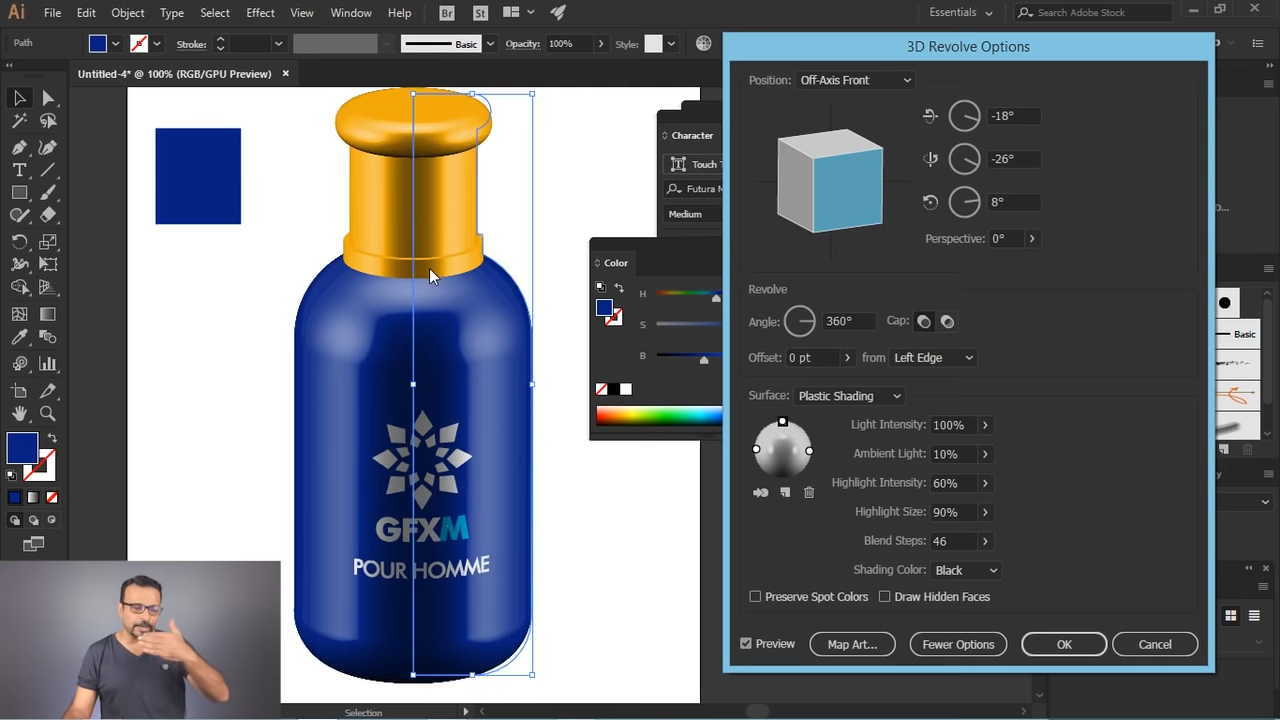 Ai File Edit Object Type Select Effect View Window Help Br St Essentials Search Adobe Stock
Path Stroke: Basic Opacity: 100% Style:
Untitled-4* @ 100% (RGB/GPU Preview)
GFXM
POUR HOMME
Character
Touch T
Futura M
Medium
Color
H
S
B
3D Revolve Options
Position: Off-Axis Front
-18°
-26°
8°
Perspective: 0°
Revolve
Angle: 360° Cap:
Offset: 0 pt from Left Edge
Surface: Plastic Shading
Light Intensity: 100%
Ambient Light: 10%
Highlight Intensity: 60%
Highlight Size: 90%
Blend Steps: 46
Shading Color: Black
Preserve Spot Colors Draw Hidden Faces
Preview Map Art... Fewer Options OK Cancel
Basic
Selection